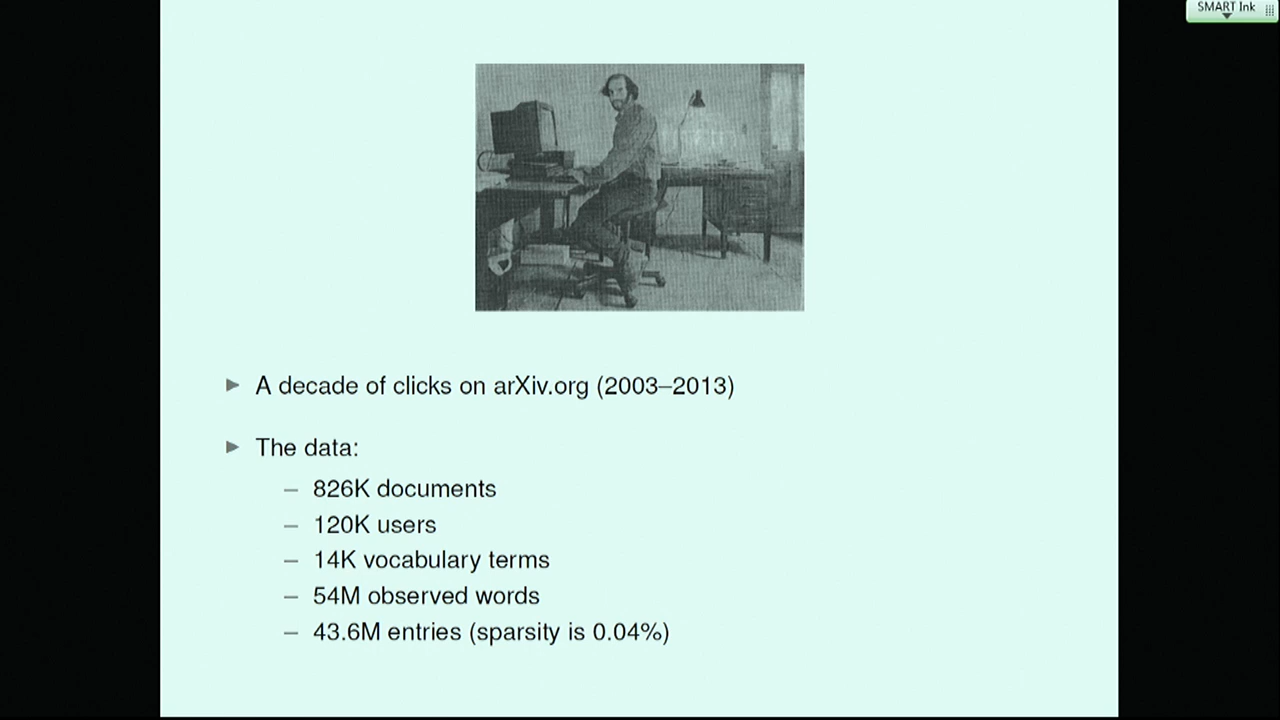 SMART Ink
A decade of clicks on arXiv.org (2003–2013)
The data:
– 826K documents
– 120K users
– 14K vocabulary terms
– 54M observed words
– 43.6M entries (sparsity is 0.04%)